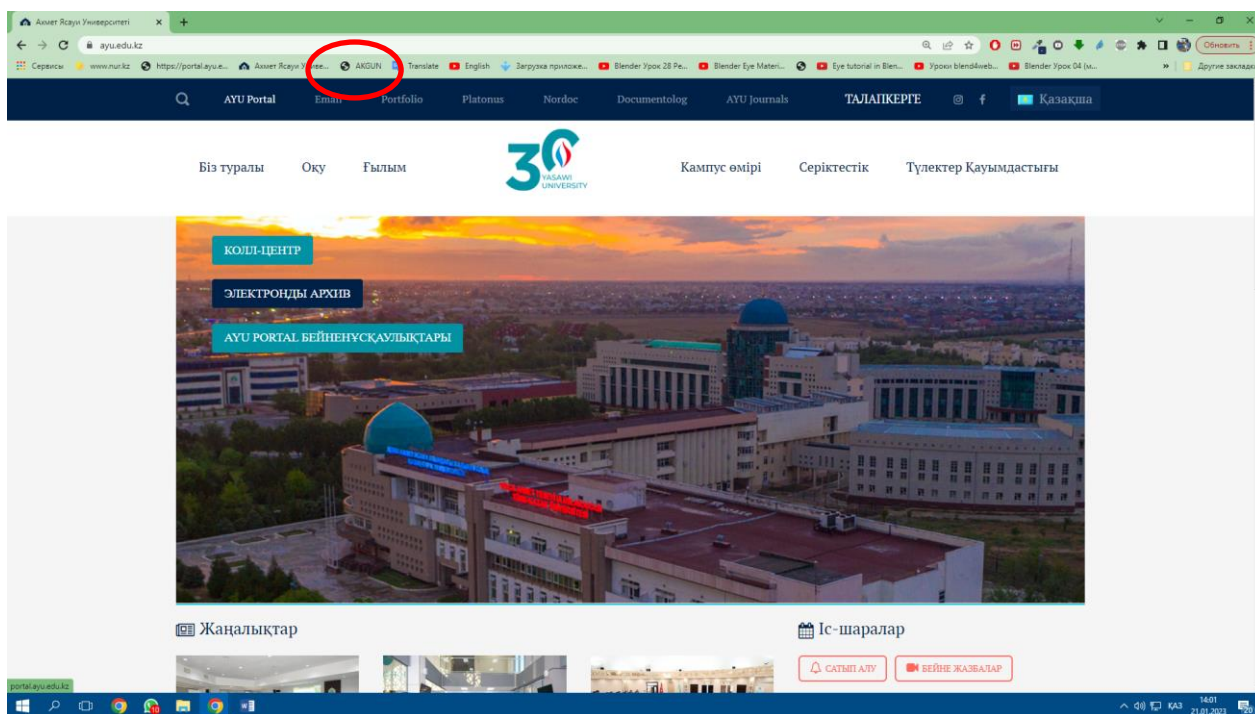 Ахмет Ясауи Университеті
ayu.edu.kz
Обновить
Сервисы www.nur.kz https://portal.ayu.e... Ахмет Ясауи Униве... AKGUN Translate English Загрузка приложе... Blender Урок 28 Ре... Blender Eye Materi... Eye tutorial in Blen... Уроки blend4web... Blender Урок 04 (м... » Другие закладки
AYU Portal Email Portfolio Platonus Nordoc Documentolog AYU Journals ТАЛАПКЕРГЕ Қазақша
Біз туралы Оқу Ғылым
30
YASAWI
UNIVERSITY
Кампус өмірі Серіктестік Түлектер Қауымдастығы
КОЛЛ-ЦЕНТР
ЭЛЕКТРОНДЫ АРХИВ
AYU PORTAL БЕЙНЕНҰСҚАУЛЫҚТАРЫ
Жаңалықтар
Іс-шаралар
САТЫП АЛУ БЕЙНЕ ЖАЗБАЛАР
portal.ayu.edu.kz
ҚАЗ
14:01
21.01.2023